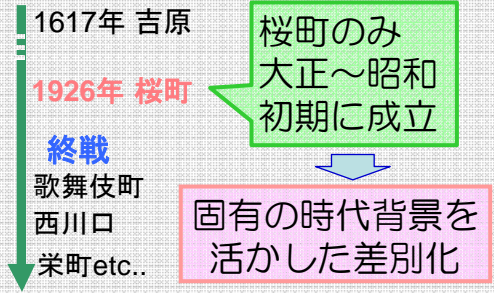 1617年 吉原
1926年 桜町
終戦
歌舞伎町
西川口
栄町etc..
桜町のみ
大正～昭和
初期に成立
固有の時代背景を
活かした差別化